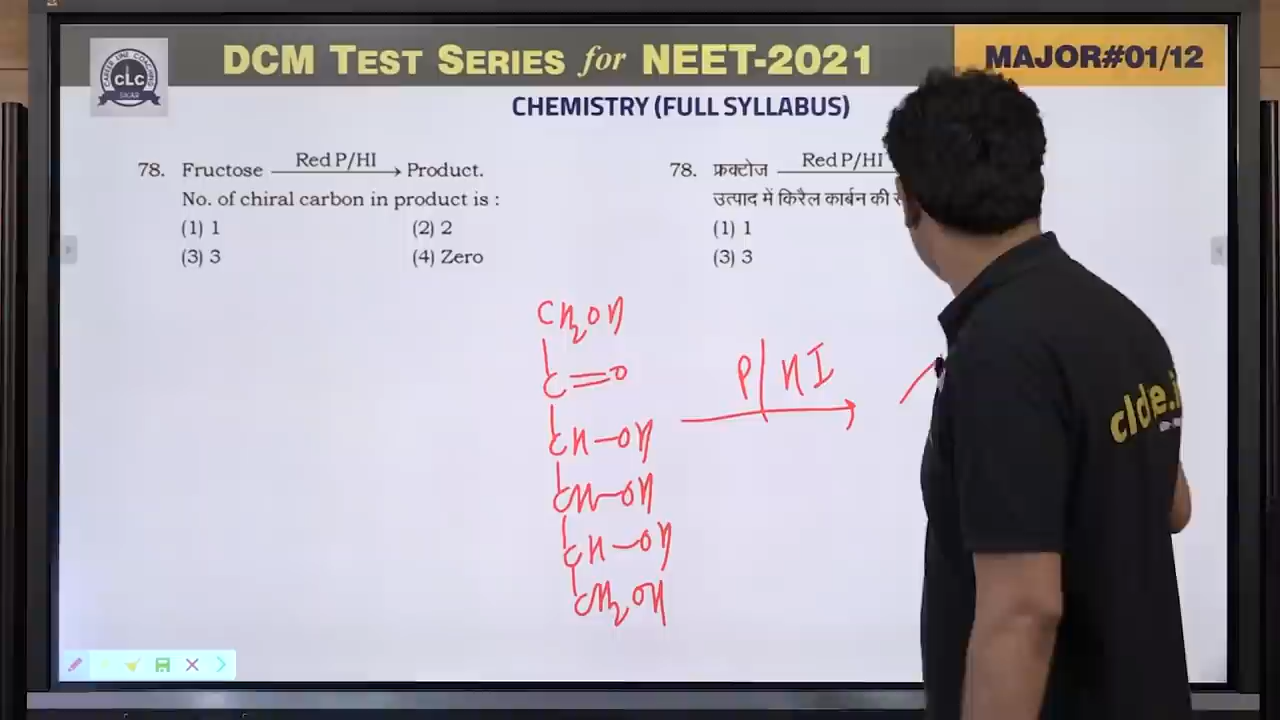 DCM TEST SERIES for NEET-2021
MAJOR#01/12
CLC
SIKAR
CHEMISTRY (FULL SYLLABUS)
78. Fructose Red P/HI → Product.
No. of chiral carbon in product is :
(1) 1 (2) 2
(3) 3 (4) Zero
78. फ्रक्टोज Red P/HI
उत्पाद में किरैल कार्बन की
(1) 1
(3) 3
CH2OH
C=O
CH-OH
CH-OH
CH-OH
CH2OH
P/HI